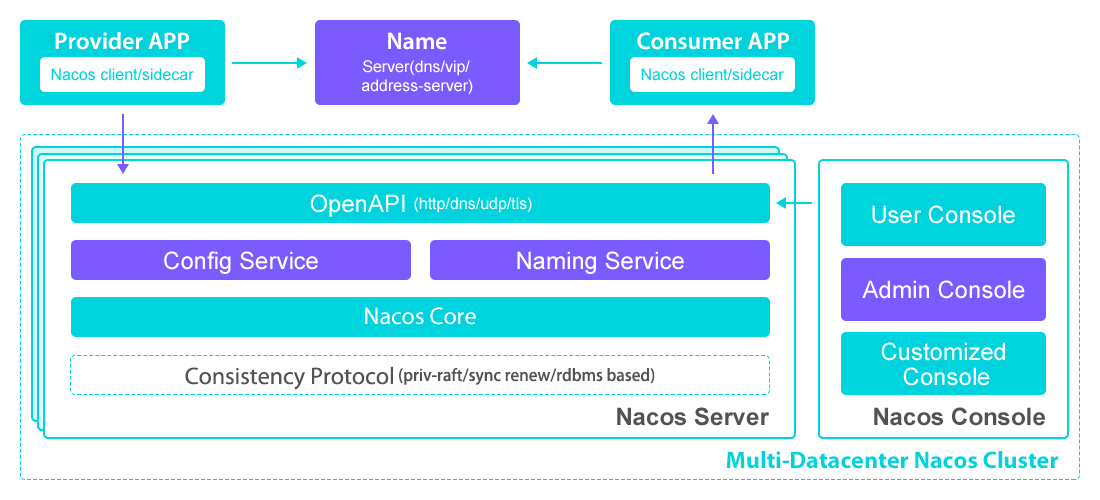 Provider APP
Nacos client/sidecar
Name
Server(dns/vip/
address-server)
Consumer APP
Nacos client/sidecar
OpenAPI (http/dns/udp/tls)
Config Service
Naming Service
Nacos Core
Consistency Protocol (priv-raft/sync renew/rdbms based)
Nacos Server
User Console
Admin Console
Customized
Console
Nacos Console
Multi-Datacenter Nacos Cluster